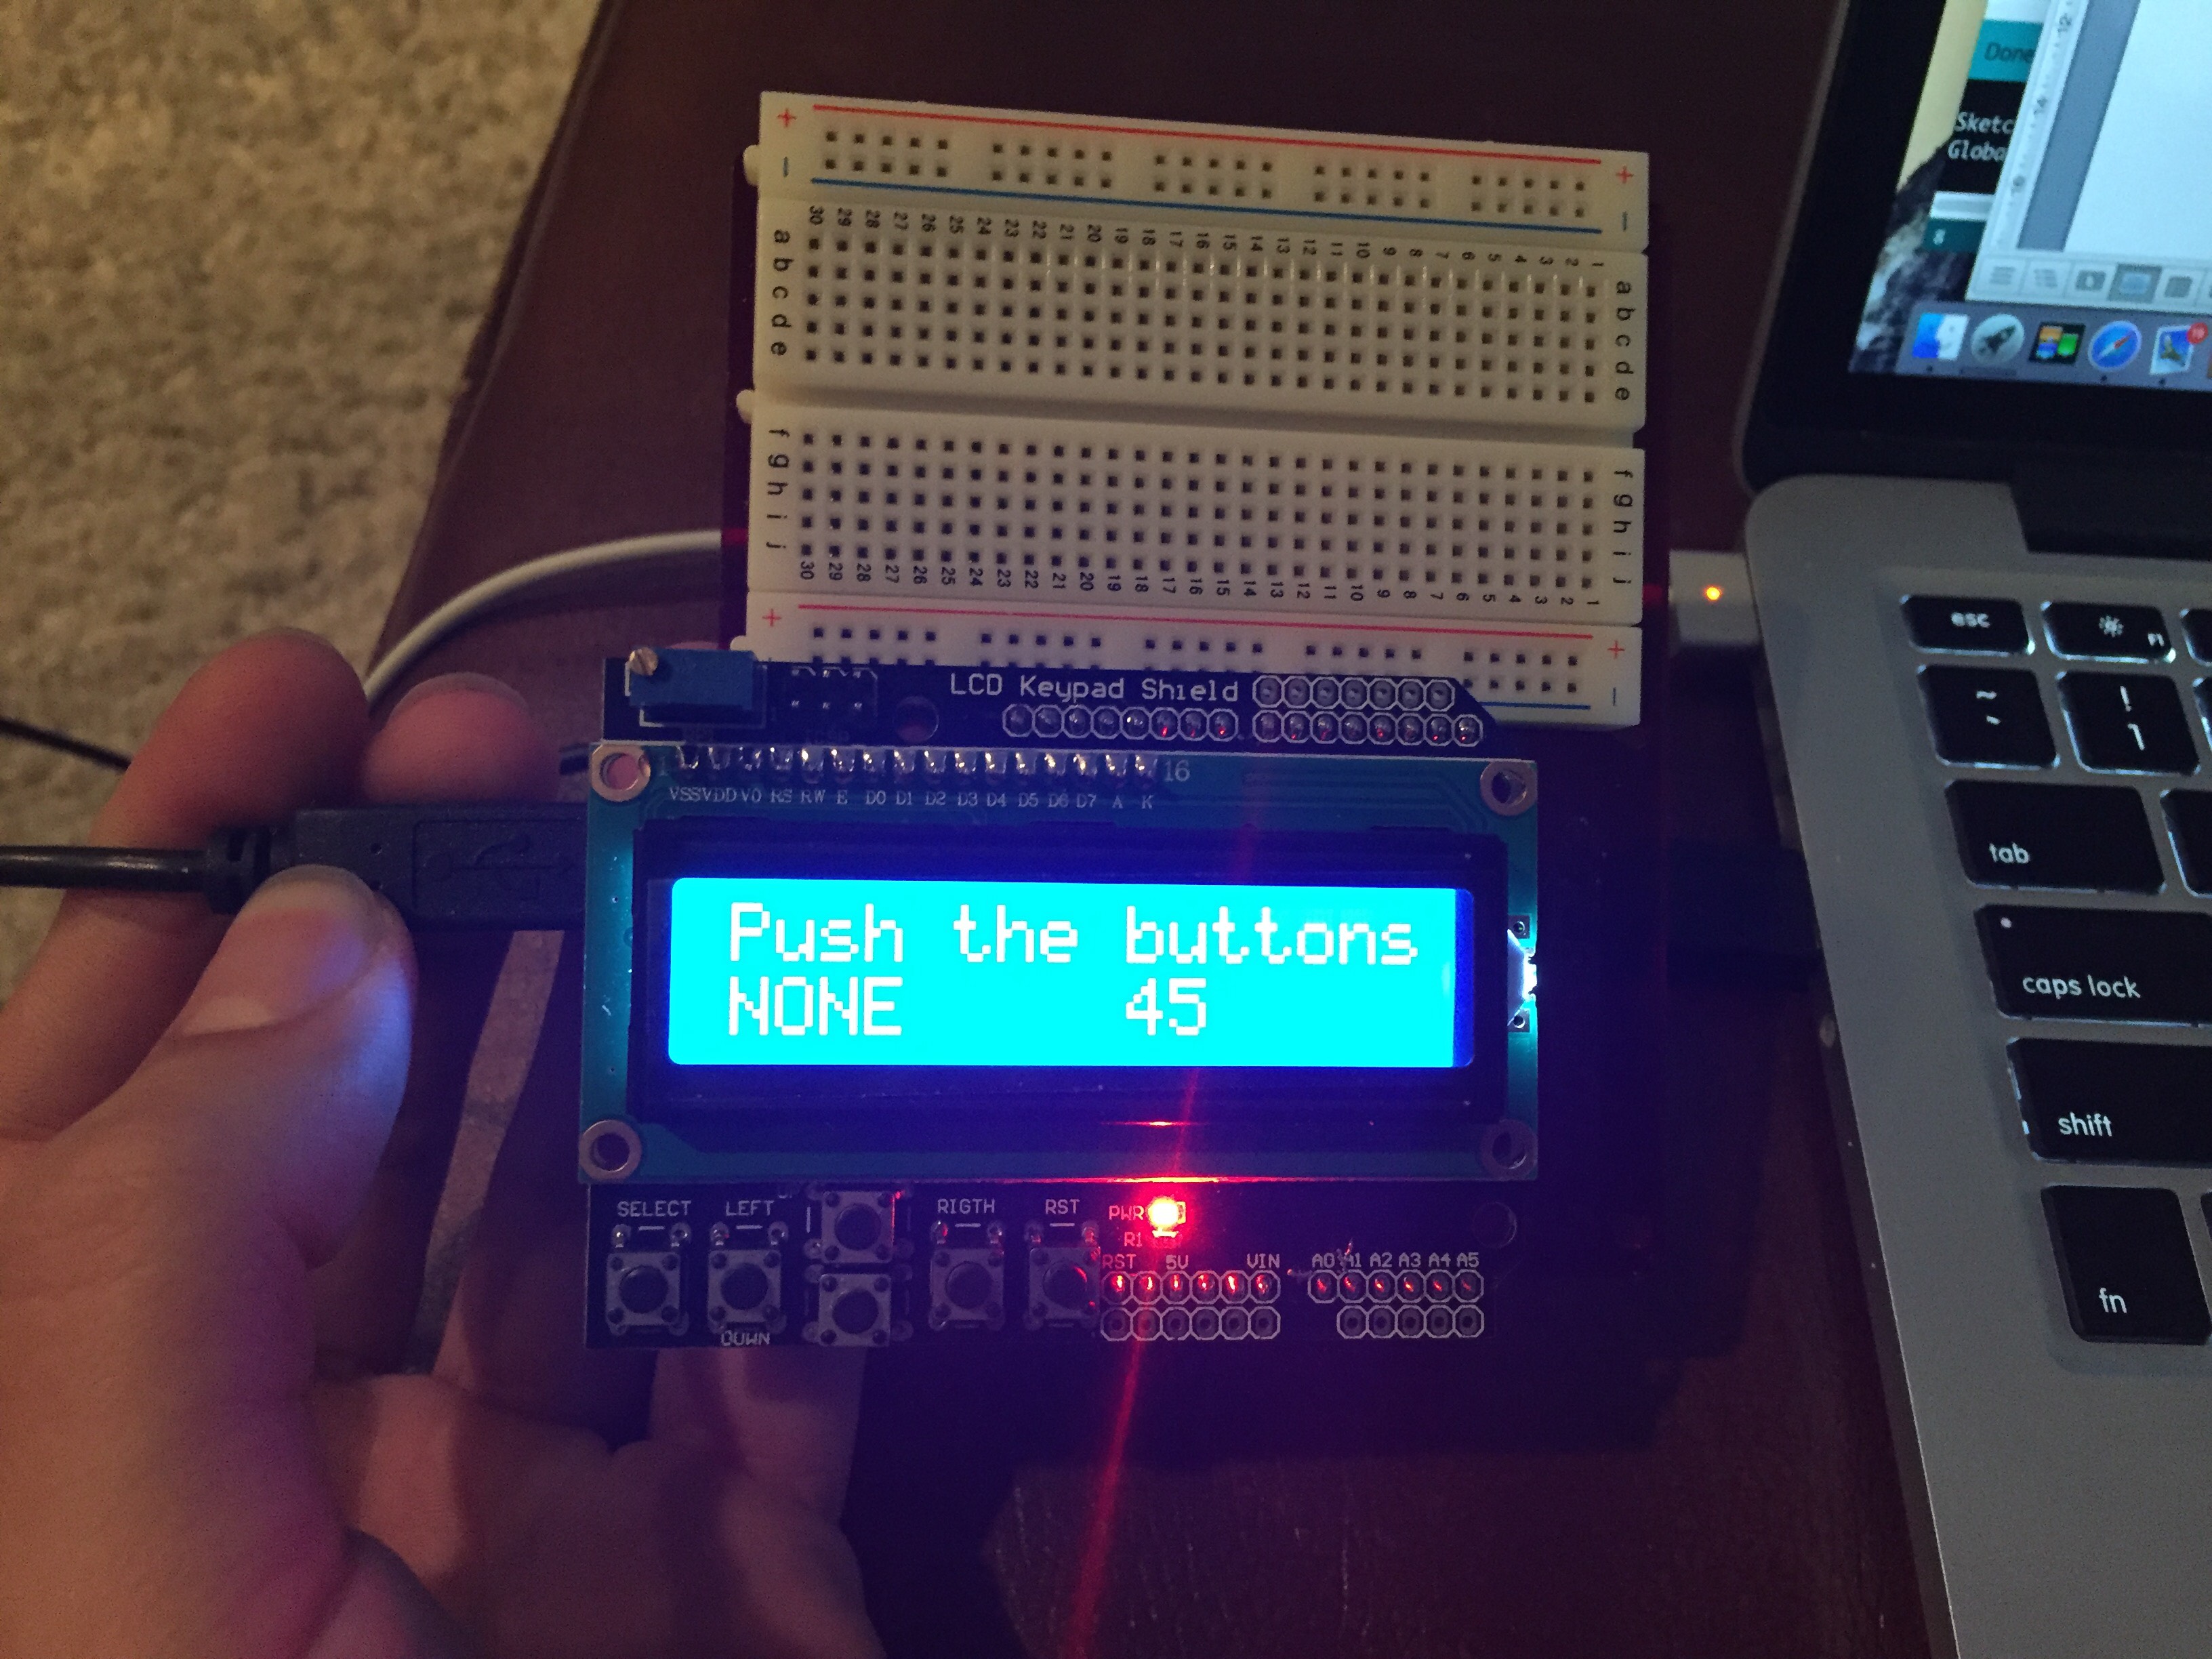 Done
Sketc
Globa
+ +
- -
30 29 28 27 26 25 24 23 22 21 20 19 18 17 16 15 14 13 12 11 10 9 8 7 6 5 4 3 2 1
a a
b b
c c
d d
e e
f f
g g
h h
i i
j j
30 29 28 27 26 25 24 23 22 21 20 19 18 17 16 15 14 13 12 11 10 9 8 7 6 5 4 3 2 1
+ +
-
LCD Keypad Shield
16
VSS VDD V0 RS RW E D0 D1 D2 D3 D4 D5 D6 D7 A K
Push the buttons
NONE 45
SELECT LEFT RIGTH RST PWR
R1
RST 5V VIN A0 A1 A2 A3 A4 A5
DOWN
esc F1
~ !
` 1
tab
caps lock
shift
fn